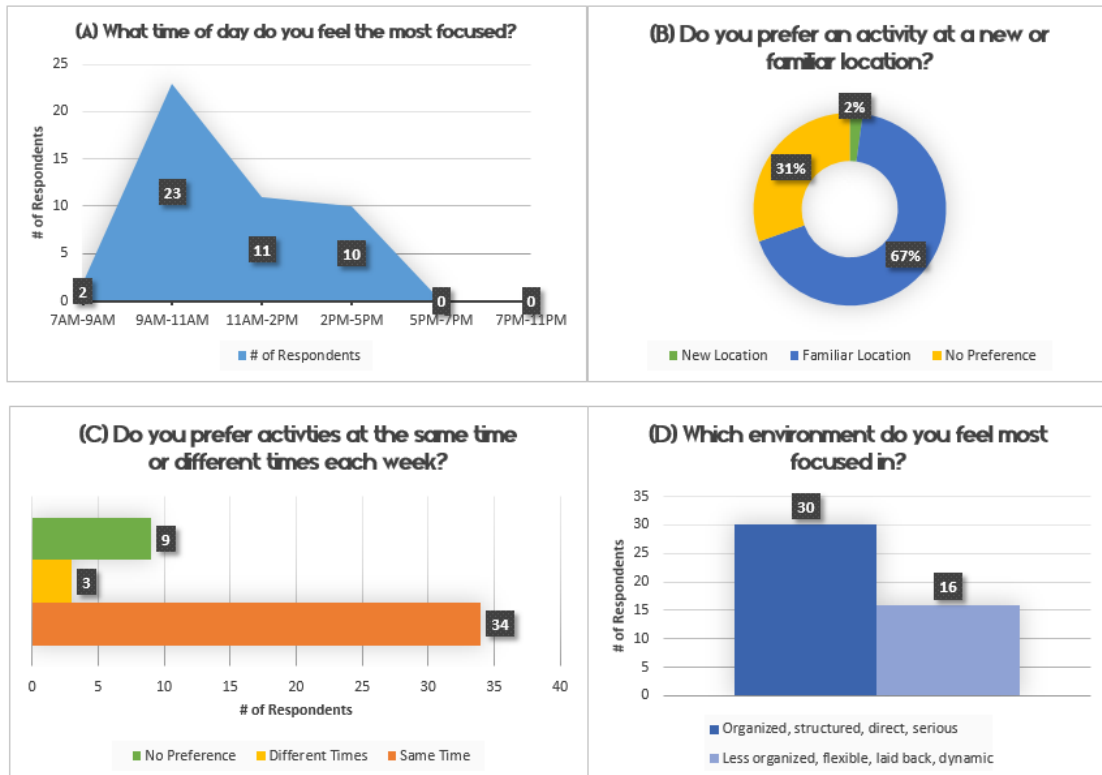 (A) What time of day do you feel the most focused?
25
20
15
10
5
0
# of Respondents
2
23
11
10
0
0
7AM-9AM 9AM-11AM 11AM-2PM 2PM-5PM 5PM-7PM 7PM-11PM
# of Respondents
(B) Do you prefer an activity at a new or
familiar location?
2%
31%
67%
New Location Familiar Location No Preference
(C) Do you prefer activties at the same time
or different times each week?
9
3
34
0 5 10 15 20 25 30 35 40
# of Respondents
No Preference Different Times Same Time
(D) Which environment do you feel most
focused in?
35
30
25
20
15
10
5
0
# of Respondents
30
16
Organized, structured, direct, serious
Less organized, flexible, laid back, dynamic